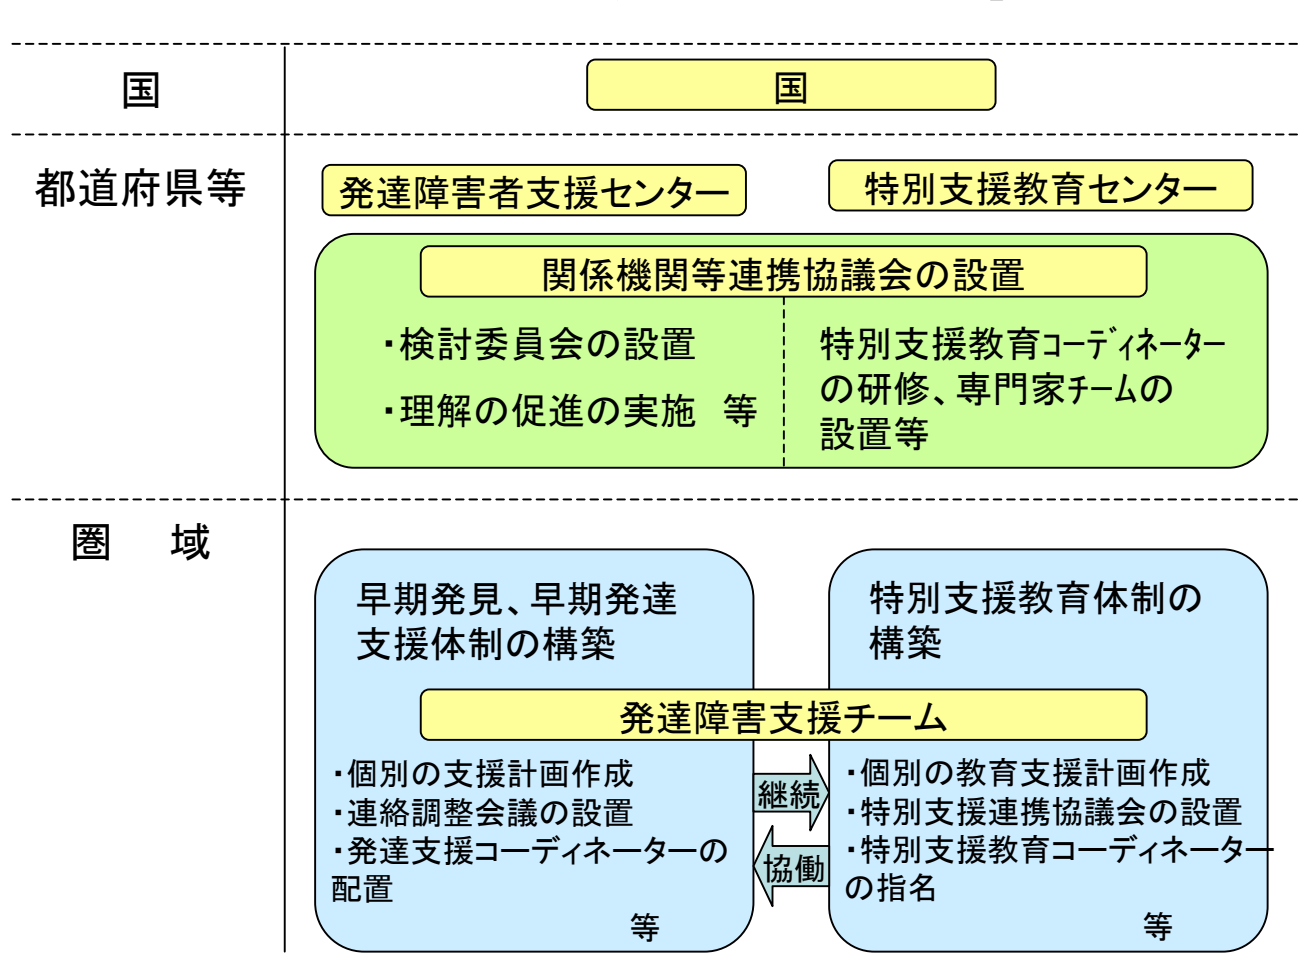 国
国
都道府県等
発達障害者支援センター
特別支援教育センター
関係機関等連携協議会の設置
・検討委員会の設置
・理解の促進の実施　等
特別支援教育コーディネーター
の研修、専門家チームの
設置等
圏　域
早期発見、早期発達
支援体制の構築
特別支援教育体制の
構築
発達障害支援チーム
・個別の支援計画作成
・連絡調整会議の設置
・発達支援コーディネーターの
配置
等
継続
協働
・個別の教育支援計画作成
・特別支援連携協議会の設置
・特別支援教育コーディネーター
の指名
等